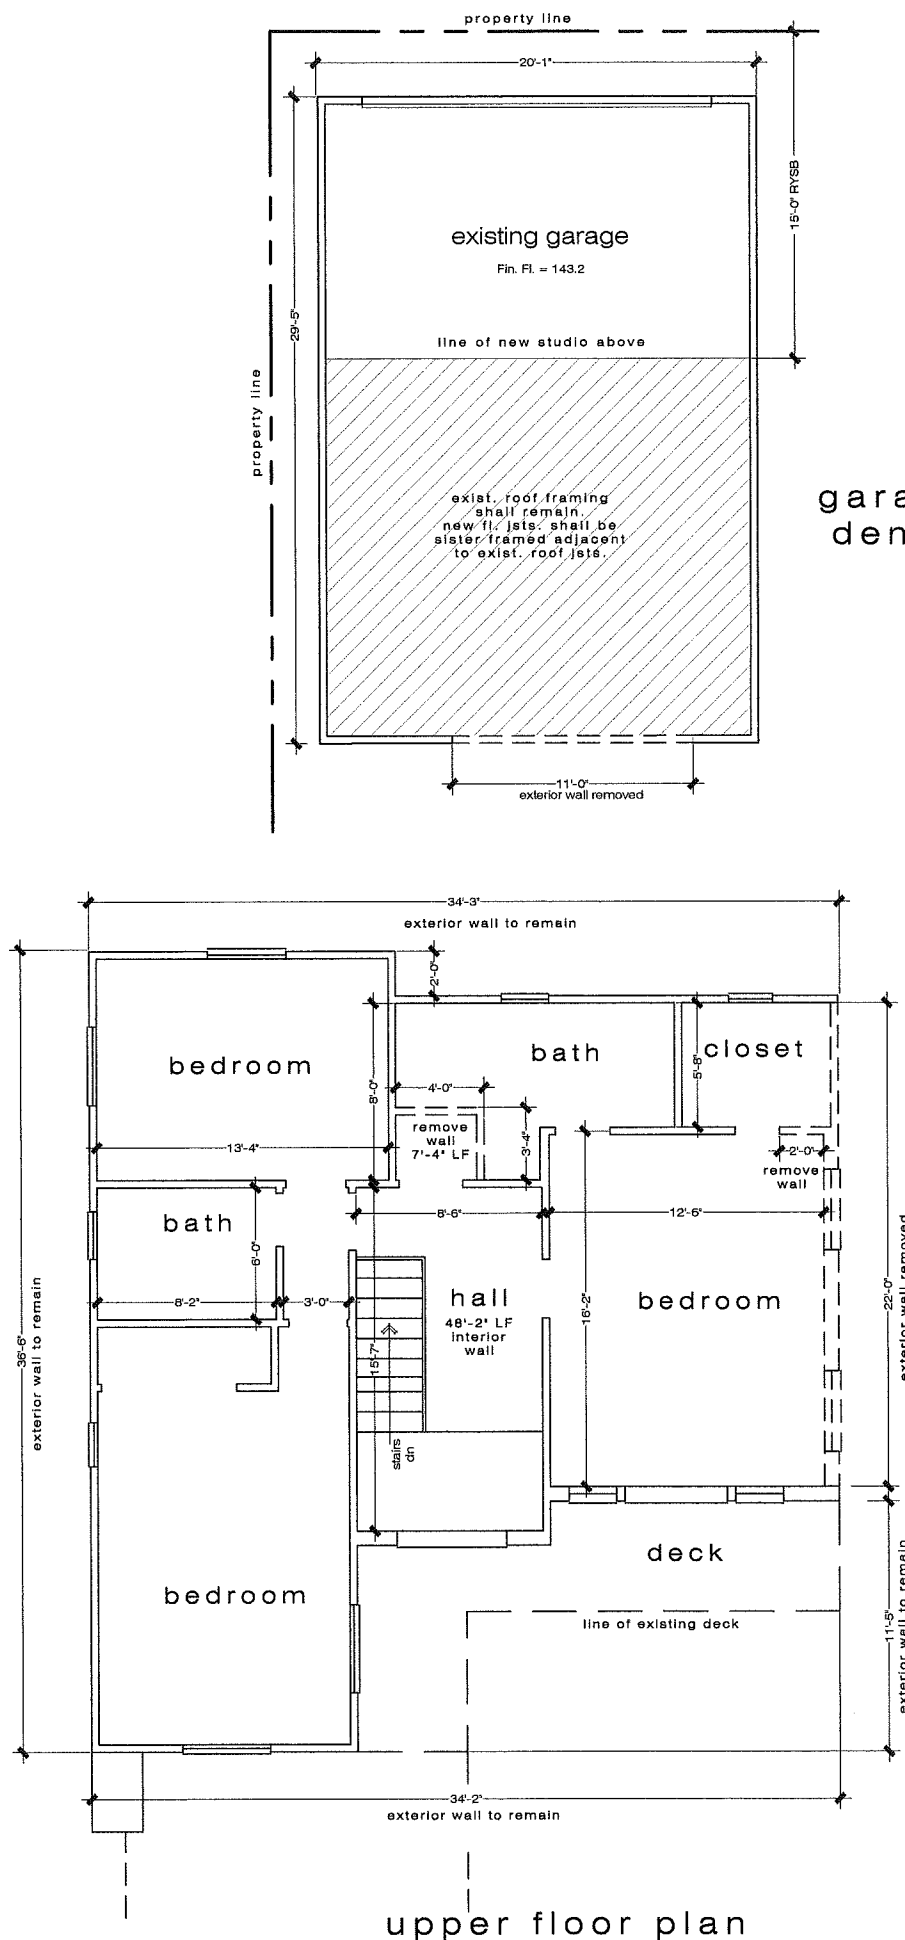 property line
20'-1"
15'-0" RYSB
existing garage
Fin. Fl. = 143.2
29'-5"
line of new studio above
property line
exist. roof framing
shall remain.
new fl. jsts. shall be
sister framed adjacent
to exist. roof jsts.
gara
den
11'-0"
exterior wall removed
34'-3"
exterior wall to remain
2'-0"
bedroom
bath
closet
5'-8"
8'-0"
4'-0"
remove
wall
7'-4" LF
3'-4"
13'-4"
2'-0"
remove
wall
bath
8'-6"
12'-6"
6'-0"
8'-2"
3'-0"
hall
48'-2" LF
interior
wall
bedroom
16'-2"
22'-0"
exterior wall removed
36'-6"
exterior wall to remain
15'-7"
stairs
dn
deck
bedroom
line of existing deck
11'-5"
exterior wall to remain
34'-2"
exterior wall to remain
upper floor plan